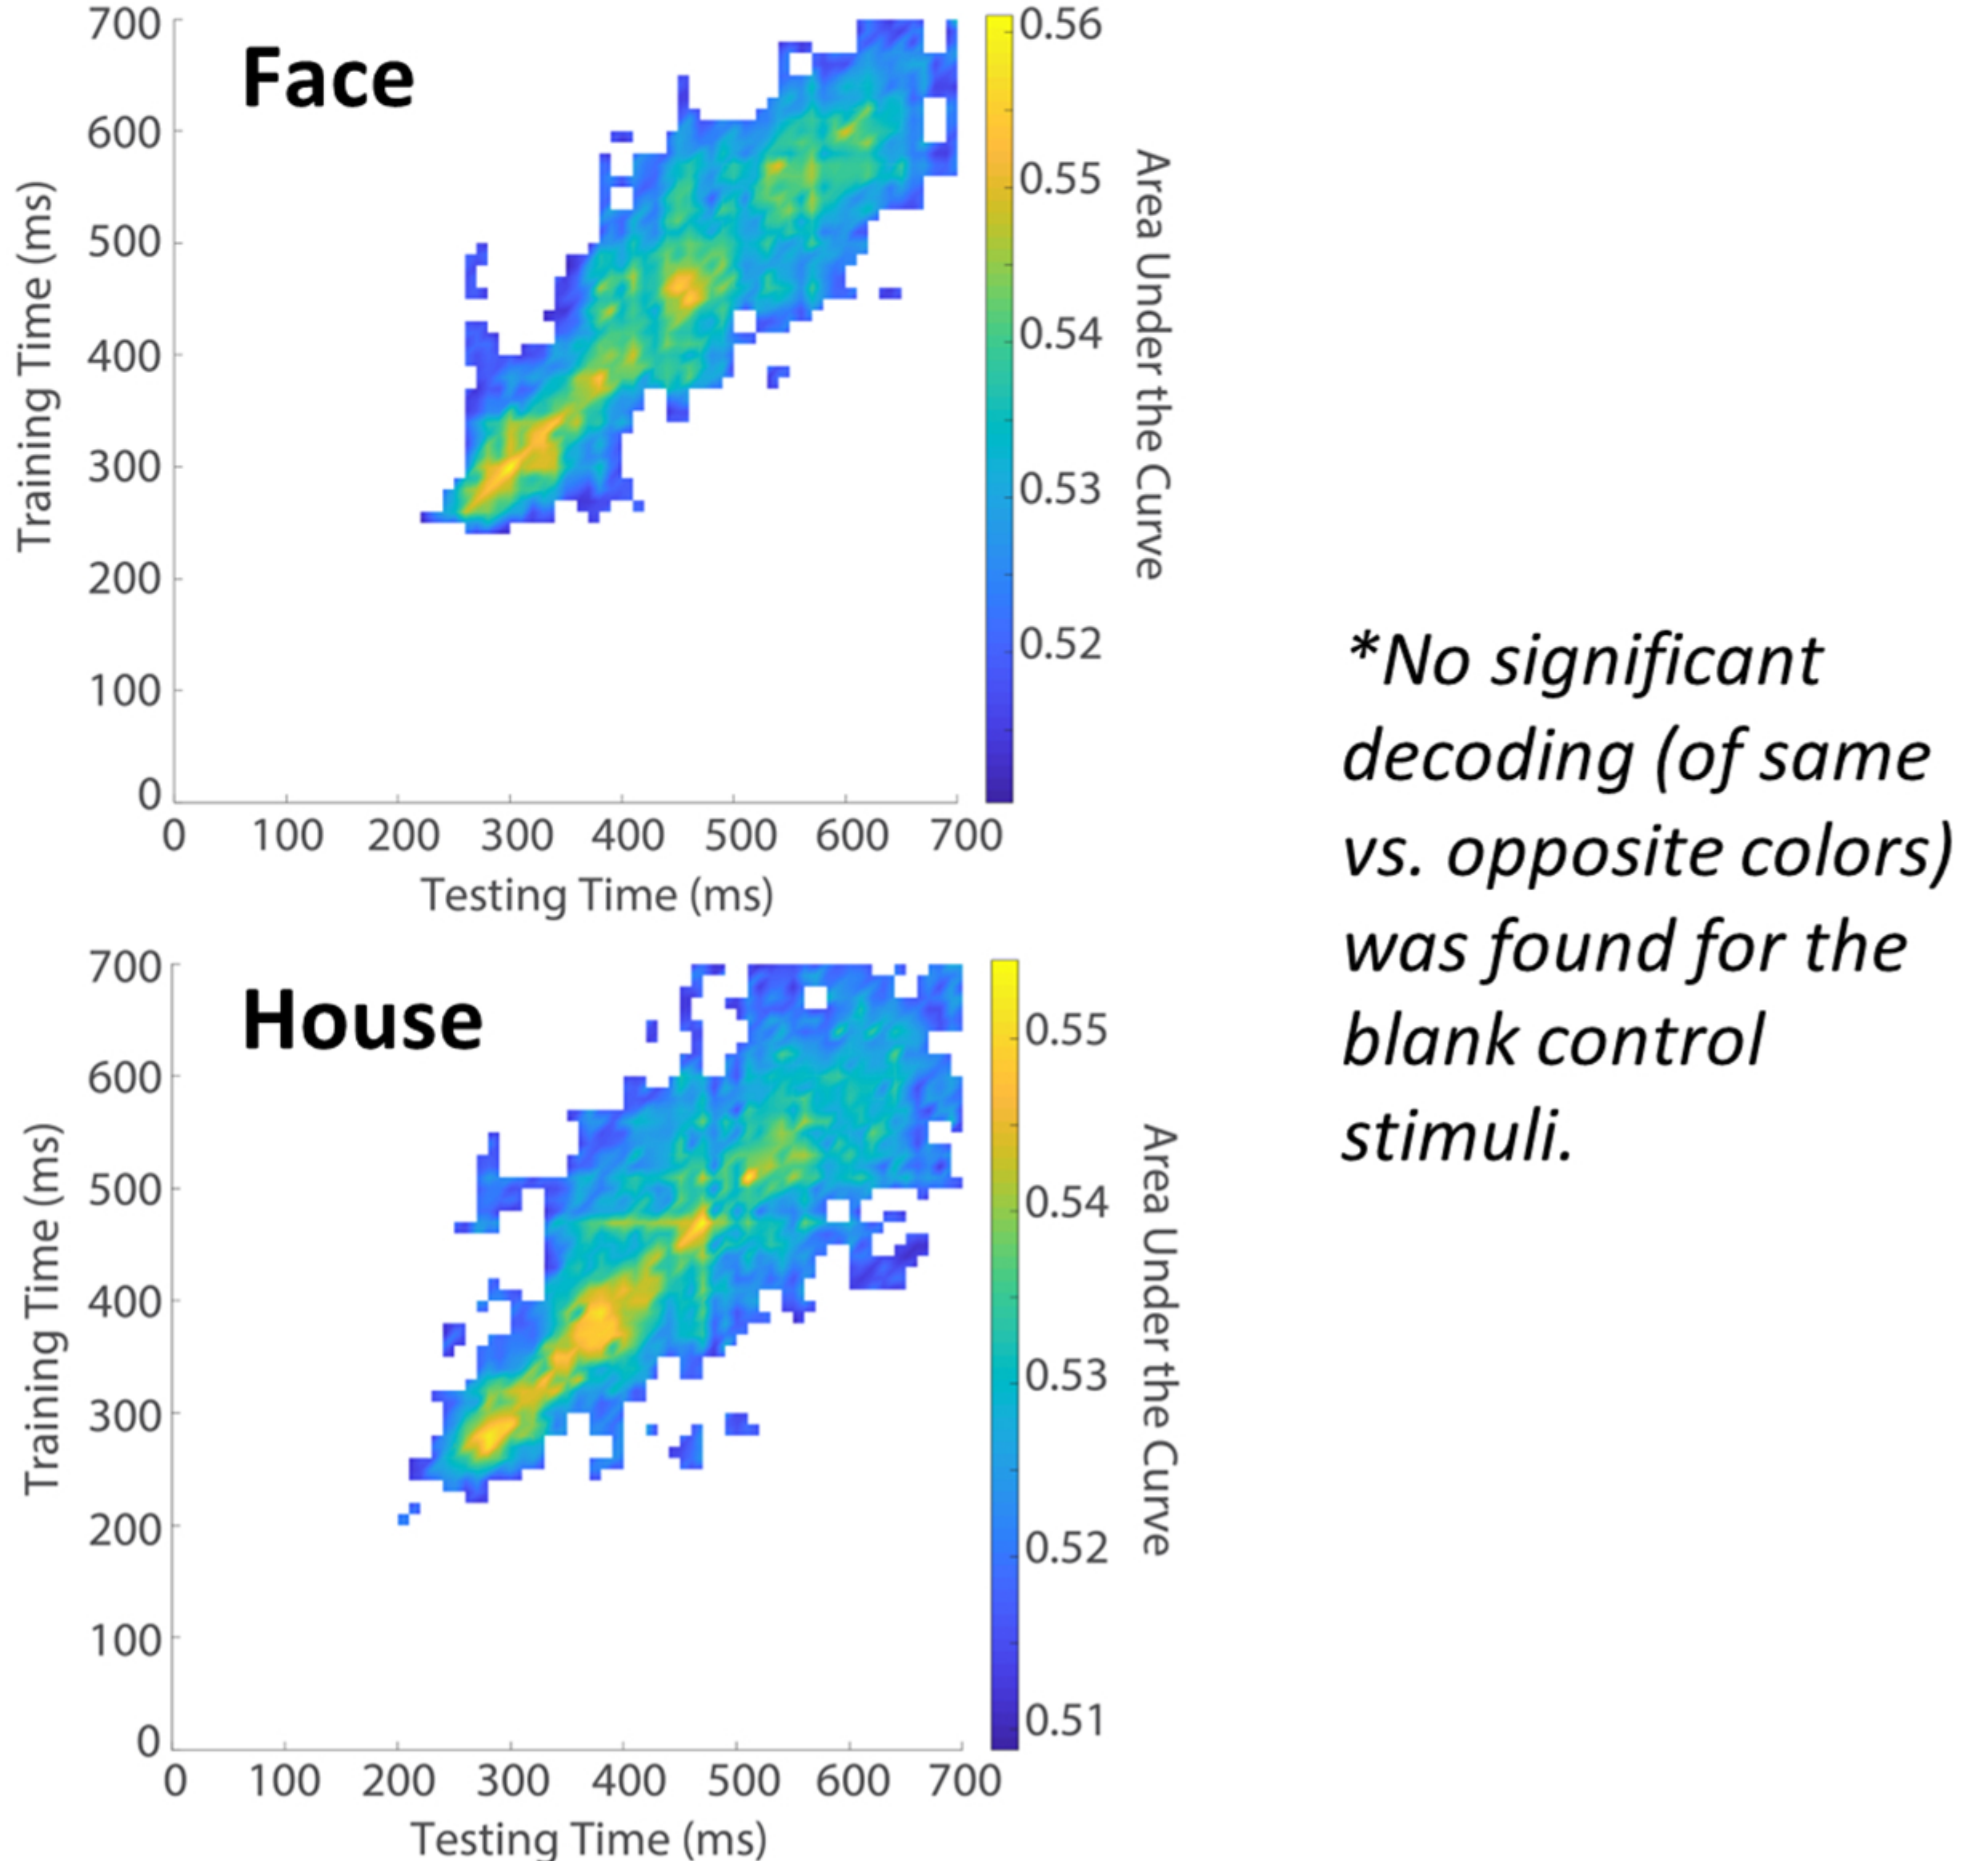 Face
Training Time (ms)
700
600
500
400
300
200
100
0
0 100 200 300 400 500 600 700
Testing Time (ms)
0.56
0.55
0.54
0.53
0.52
Area Under the Curve
House
Training Time (ms)
700
600
500
400
300
200
100
0
0 100 200 300 400 500 600 700
Testing Time (ms)
0.55
0.54
0.53
0.52
0.51
Area Under the Curve
*No significant
decoding (of same
vs. opposite colors)
was found for the
blank control
stimuli.